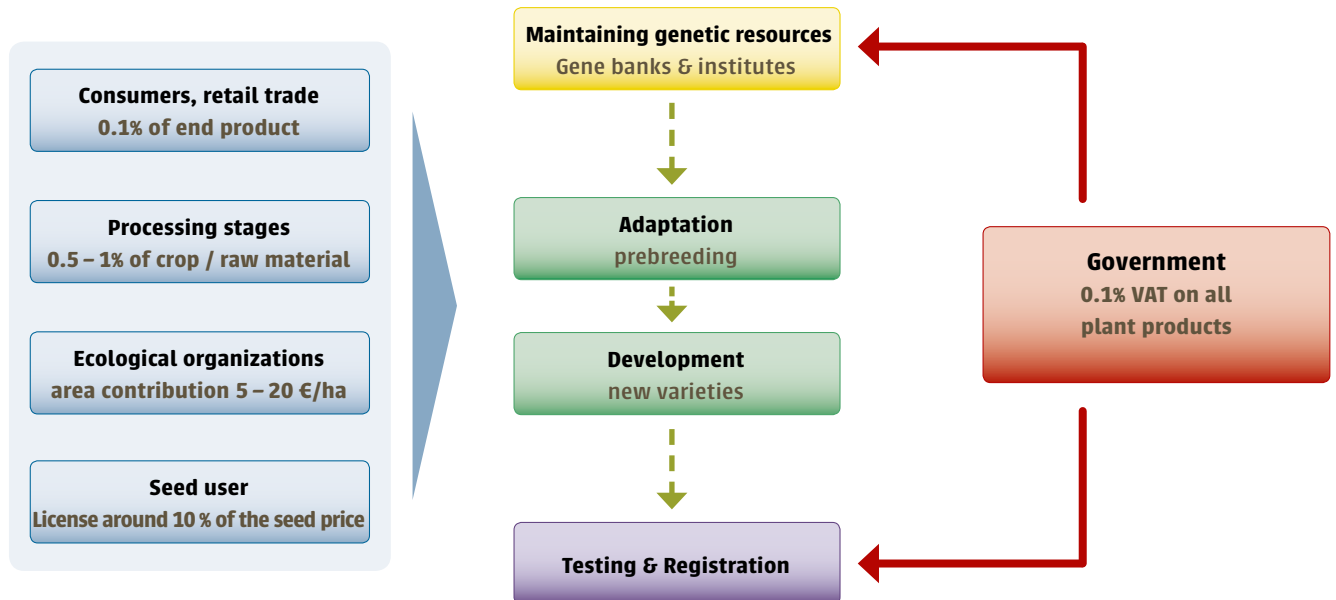 Consumers, retail trade
0.1% of end product
Processing stages
0.5 – 1% of crop / raw material
Ecological organizations
area contribution 5 – 20 €/ha
Seed user
License around 10 % of the seed price
Maintaining genetic resources
Gene banks & institutes
Adaptation
prebreeding
Development
new varieties
Testing & Registration
Government
0.1% VAT on all
plant products